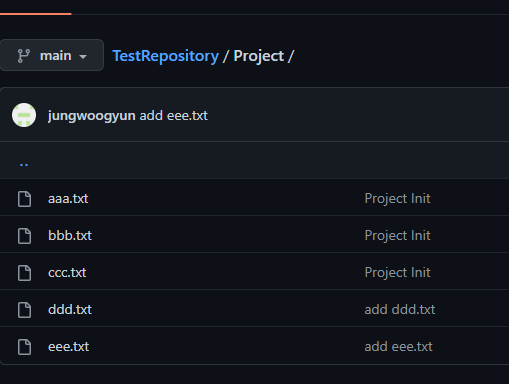 main
TestRepository / Project /
jungwoogyun add eee.txt
..
aaa.txt Project Init
bbb.txt Project Init
ccc.txt Project Init
ddd.txt add ddd.txt
eee.txt add eee.txt